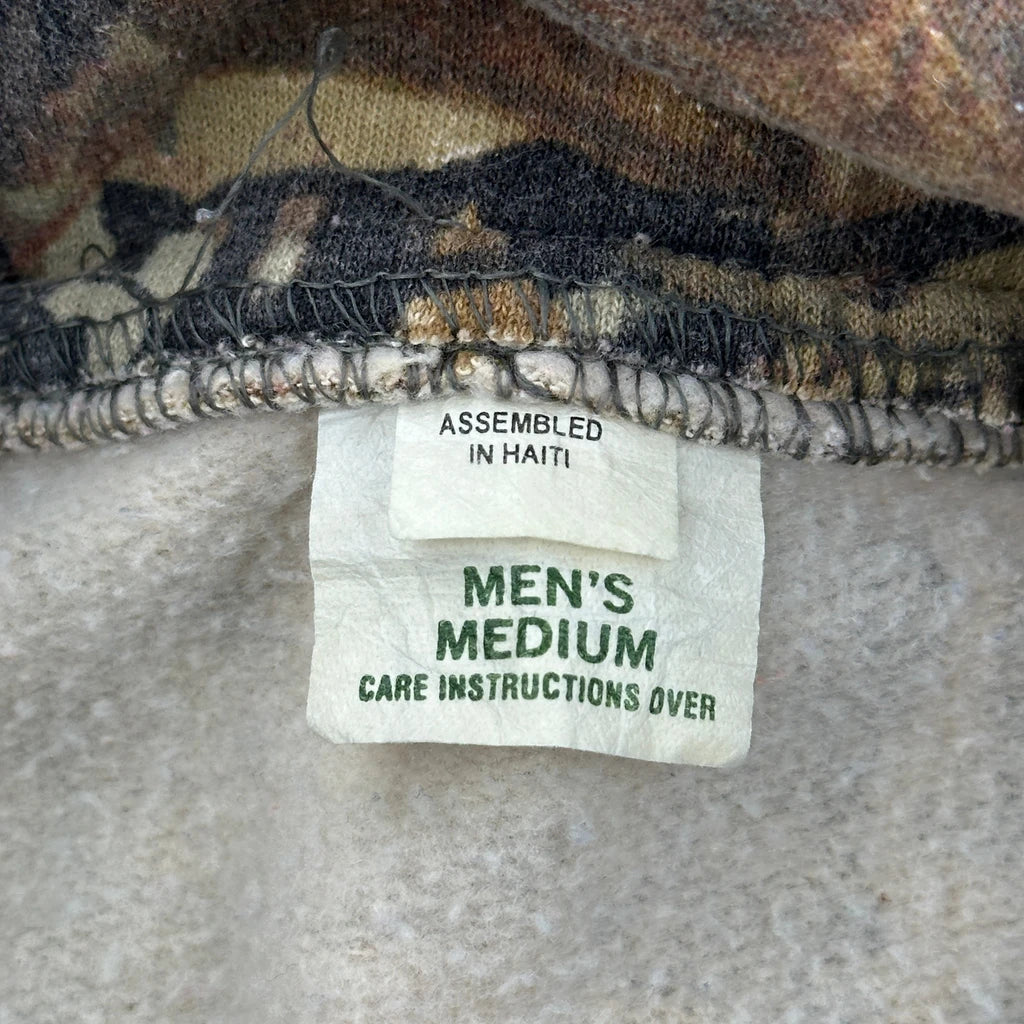 ASSEMBLED
IN HAITI
MEN'S
MEDIUM
CARE INSTRUCTIONS OVER